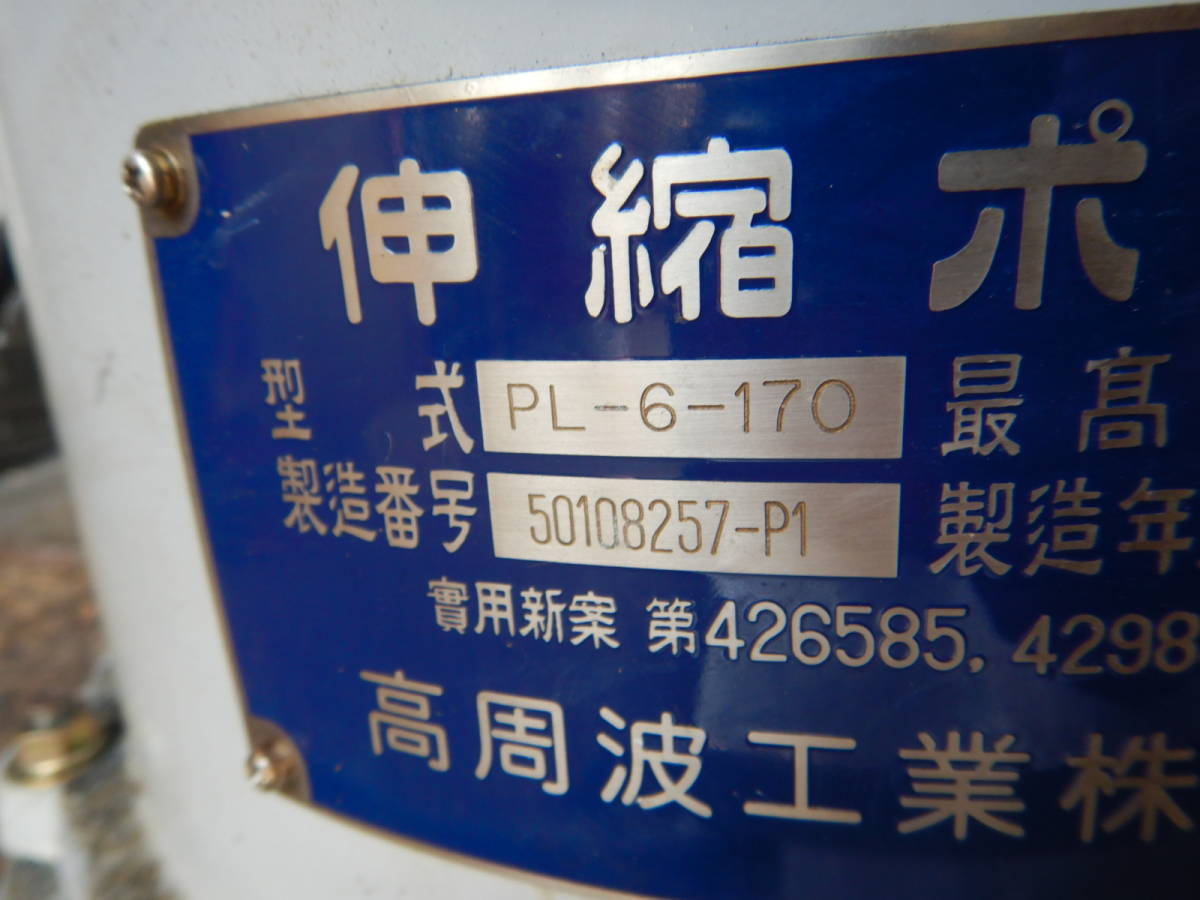 伸縮ポ
型式 PL-6-170 最高
製造番号 50108257-P1 製造年
實用新案 第426585, 4298
高周波工業株